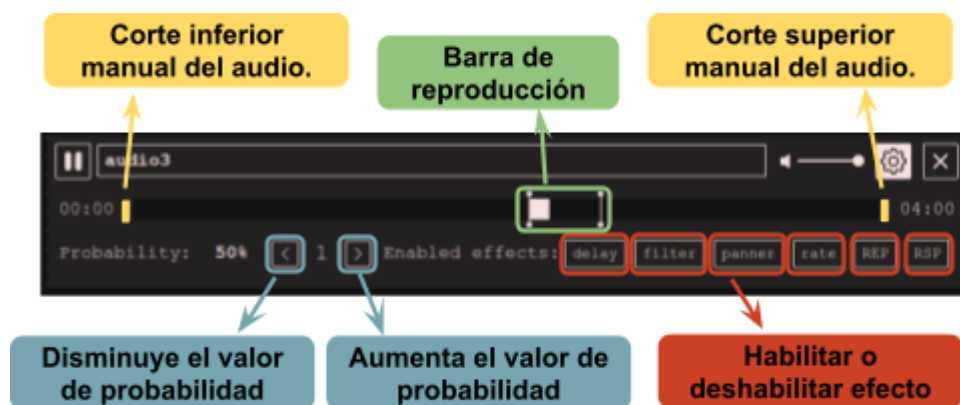 Corte inferior
manual del audio.
Barra de
reproducción
Corte superior
manual del audio.
audio3
00:00
04:00
Probability: 50% < 1 > Enabled effects: delay filter panner rate REP RSP
Disminuye el valor
de probabilidad
Aumenta el valor de
probabilidad
Habilitar o
deshabilitar efecto